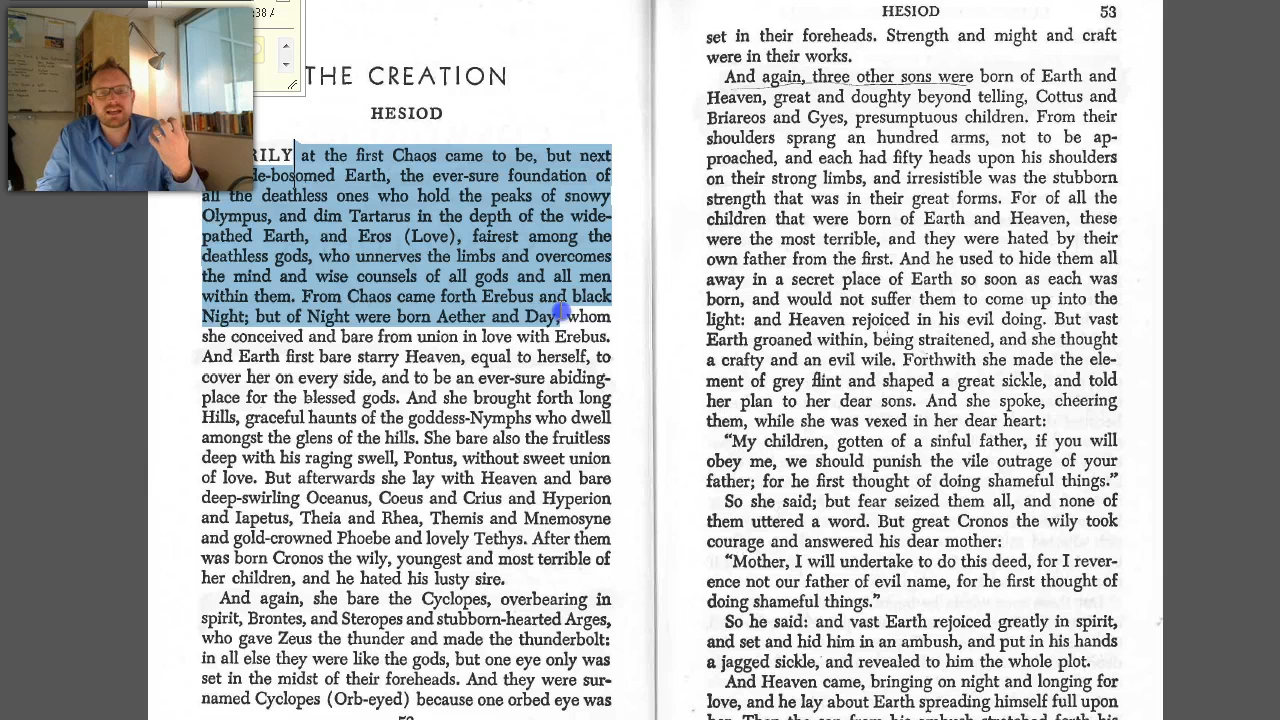 :38 /
THE CREATION
HESIOD
RILY at the first Chaos came to be, but next
de-bosomed Earth, the ever-sure foundation of
all the deathless ones who hold the peaks of snowy
Olympus, and dim Tartarus in the depth of the wide-
pathed Earth, and Eros (Love), fairest among the
deathless gods, who unnerves the limbs and overcomes
the mind and wise counsels of all gods and all men
within them. From Chaos came forth Erebus and black
Night; but of Night were born Aether and Day, whom
she conceived and bare from union in love with Erebus.
And Earth first bare starry Heaven, equal to herself, to
cover her on every side, and to be an ever-sure abiding-
place for the blessed gods. And she brought forth long
Hills, graceful haunts of the goddess-Nymphs who dwell
amongst the glens of the hills. She bare also the fruitless
deep with his raging swell, Pontus, without sweet union
of love. But afterwards she lay with Heaven and bare
deep-swirling Oceanus, Coeus and Crius and Hyperion
and Iapetus, Theia and Rhea, Themis and Mnemosyne
and gold-crowned Phoebe and lovely Tethys. After them
was born Cronos the wily, youngest and most terrible of
her children, and he hated his lusty sire.
And again, she bare the Cyclopes, overbearing in
spirit, Brontes, and Steropes and stubborn-hearted Arges,
who gave Zeus the thunder and made the thunderbolt:
in all else they were like the gods, but one eye only was
set in the midst of their foreheads. And they were sur-
named Cyclopes (Orb-eyed) because one orbed eye was
HESIOD 53
set in their foreheads. Strength and might and craft
were in their works.
And again, three other sons were born of Earth and
Heaven, great and doughty beyond telling, Cottus and
Briareos and Gyes, presumptuous children. From their
shoulders sprang an hundred arms, not to be ap-
proached, and each had fifty heads upon his shoulders
on their strong limbs, and irresistible was the stubborn
strength that was in their great forms. For of all the
children that were born of Earth and Heaven, these
were the most terrible, and they were hated by their
own father from the first. And he used to hide them all
away in a secret place of Earth so soon as each was
born, and would not suffer them to come up into the
light: and Heaven rejoiced in his evil doing. But vast
Earth groaned within, being straitened, and she thought
a crafty and an evil wile. Forthwith she made the ele-
ment of grey flint and shaped a great sickle, and told
her plan to her dear sons. And she spoke, cheering
them, while she was vexed in her dear heart:
"My children, gotten of a sinful father, if you will
obey me, we should punish the vile outrage of your
father; for he first thought of doing shameful things."
So she said; but fear seized them all, and none of
them uttered a word. But great Cronos the wily took
courage and answered his dear mother:
"Mother, I will undertake to do this deed, for I rever-
ence not our father of evil name, for he first thought of
doing shameful things."
So he said: and vast Earth rejoiced greatly in spirit,
and set and hid him in an ambush, and put in his hands
a jagged sickle, and revealed to him the whole plot.
And Heaven came, bringing on night and longing for
love, and he lay about Earth spreading himself full upon